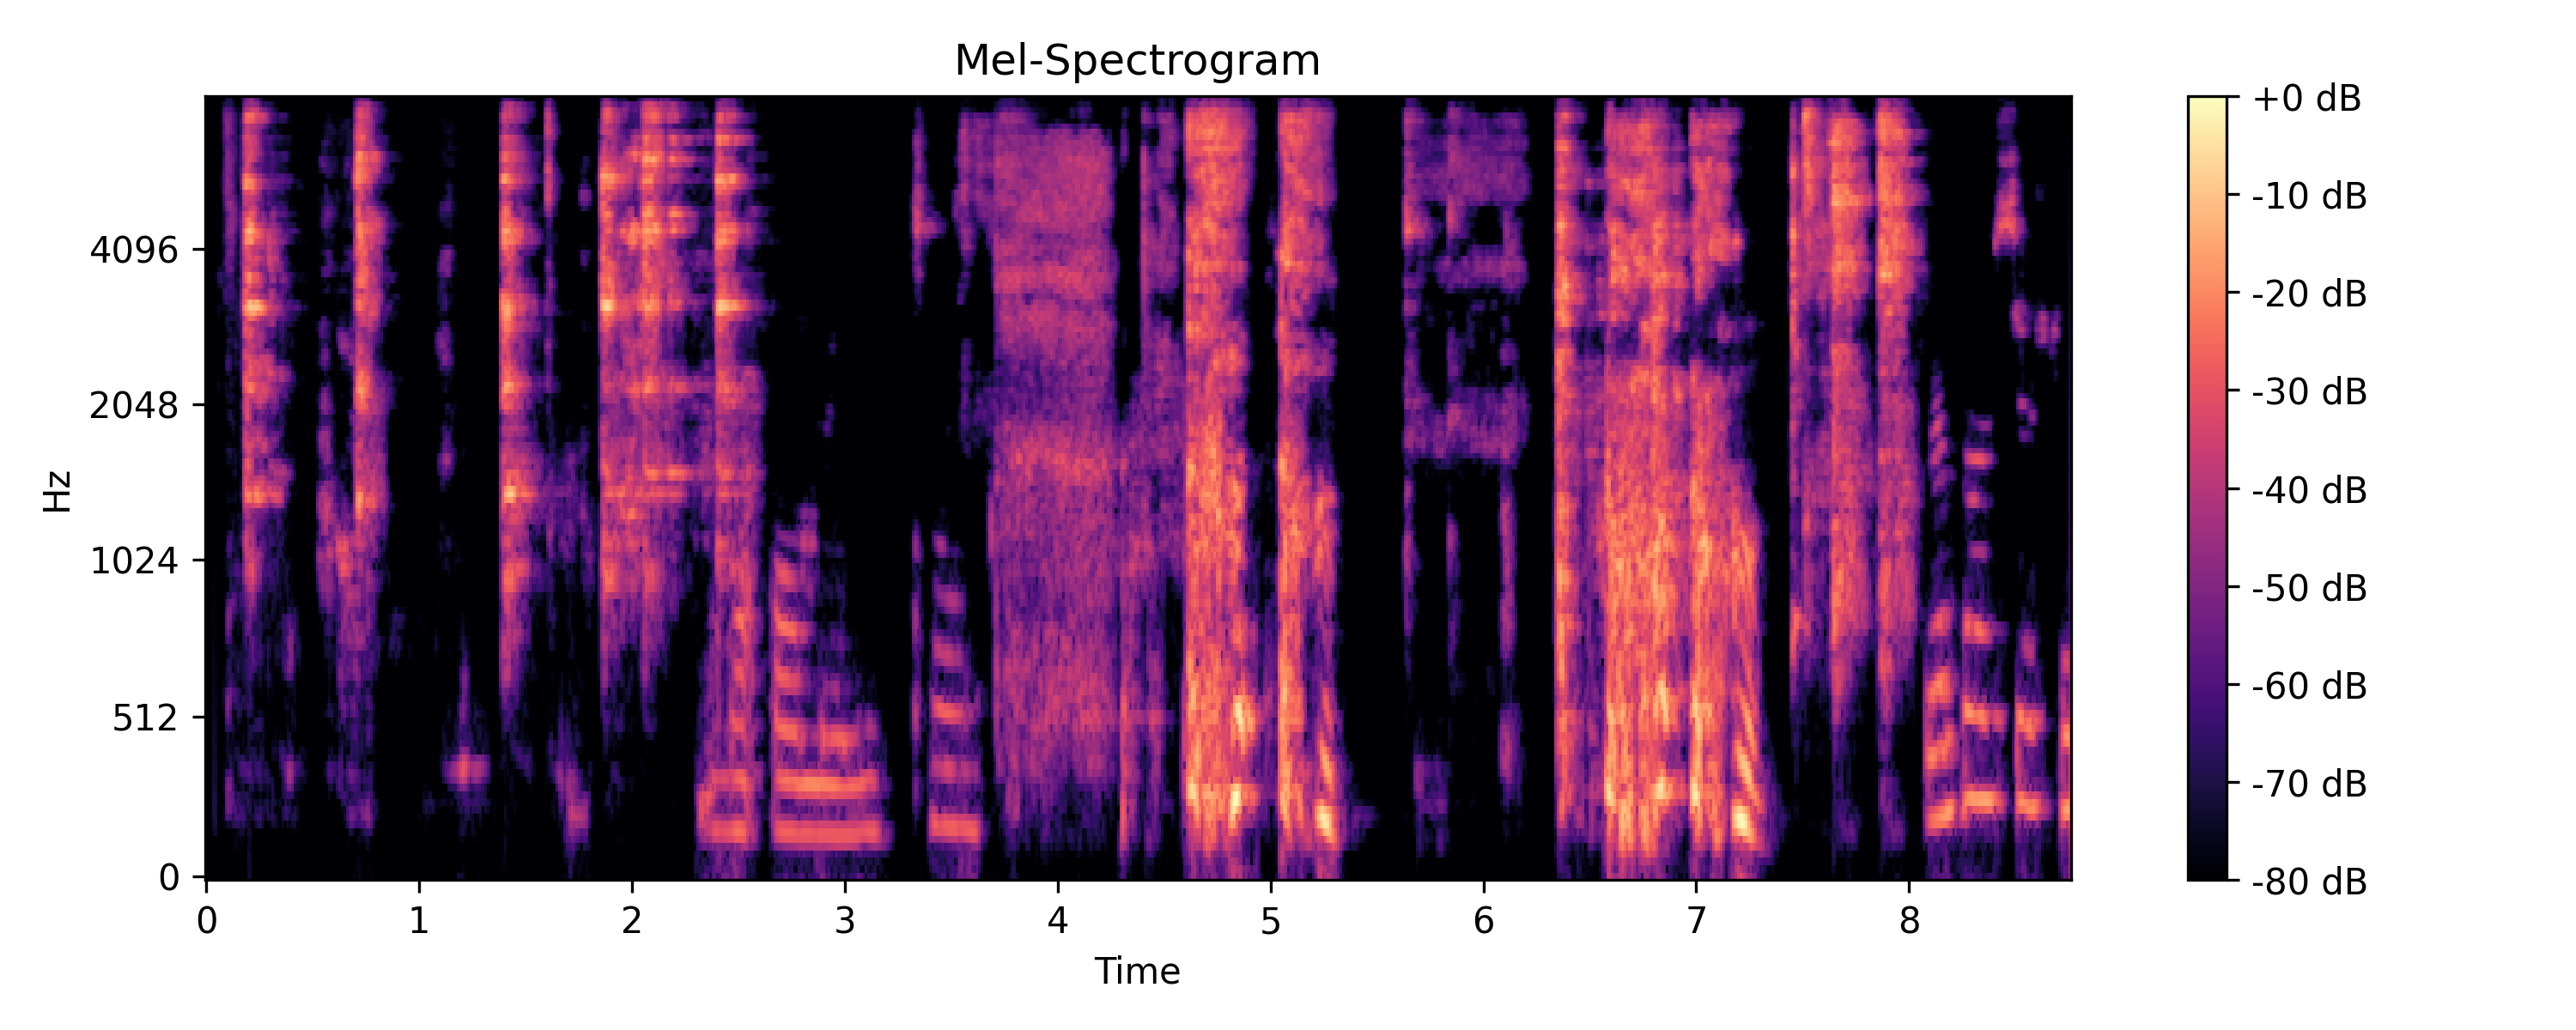 Mel-Spectrogram
+0 dB
-10 dB
4096
-20 dB
-30 dB
2048
Hz
-40 dB
1024
-50 dB
-60 dB
512
-70 dB
0
-80 dB
0 1 2 3 4 5 6 7 8
Time